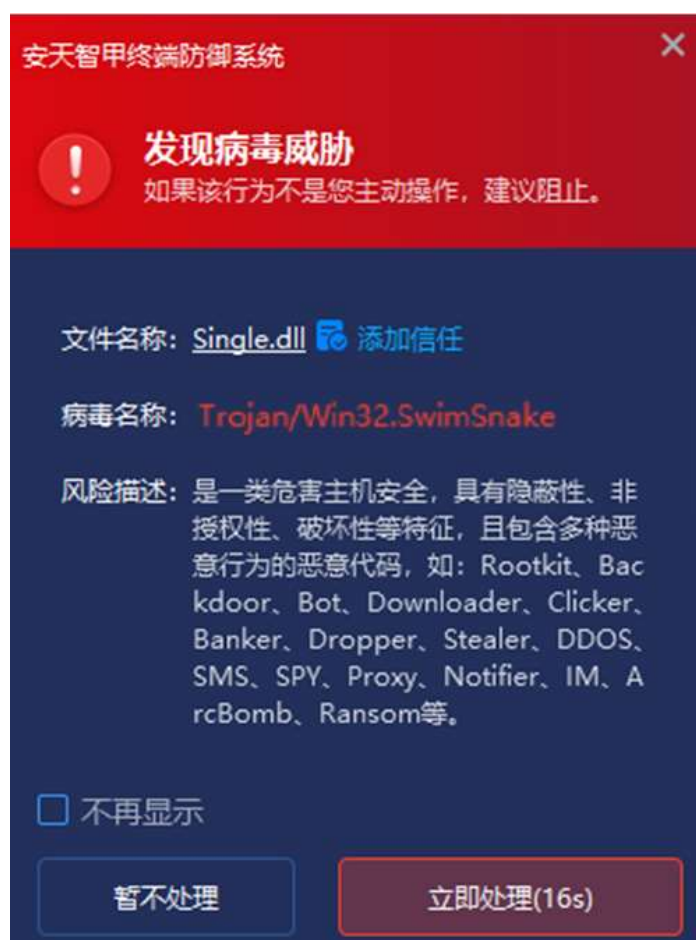 安天智甲终端防御系统
发现病毒威胁
如果该行为不是您主动操作，建议阻止。
文件名称：Single.dll 添加信任
病毒名称：Trojan/Win32.SwimSnake
风险描述：是一类危害主机安全，具有隐蔽性、非
授权性、破坏性等特征，且包含多种恶
意行为的恶意代码，如：Rootkit、Bac
kdoor、Bot、Downloader、Clicker、
Banker、Dropper、Stealer、DDOS、
SMS、SPY、Proxy、Notifier、IM、A
rcBomb、Ransom等。
不再显示
暂不处理
立即处理(16s)